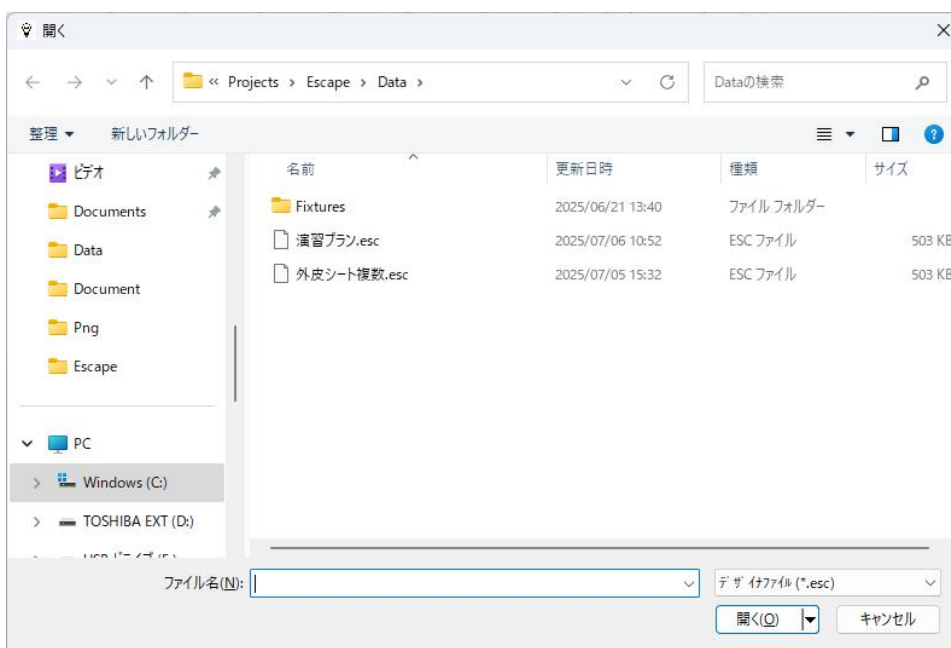 開く
« Projects > Escape > Data >
Dataの検索
整理 新しいフォルダー
名前 更新日時 種類 サイズ
ビデオ
Documents
Data
Document
Png
Escape
PC
Windows (C:)
TOSHIBA EXT (D:)
Fixtures 2025/06/21 13:40 ファイル フォルダー
演習プラン.esc 2025/07/06 10:52 ESC ファイル 503 KB
外皮シート複数.esc 2025/07/05 15:32 ESC ファイル 503 KB
ファイル名(N):
ﾃﾞｻﾞｲﾅﾌｧｲﾙ (*.esc)
開く(O) キャンセル